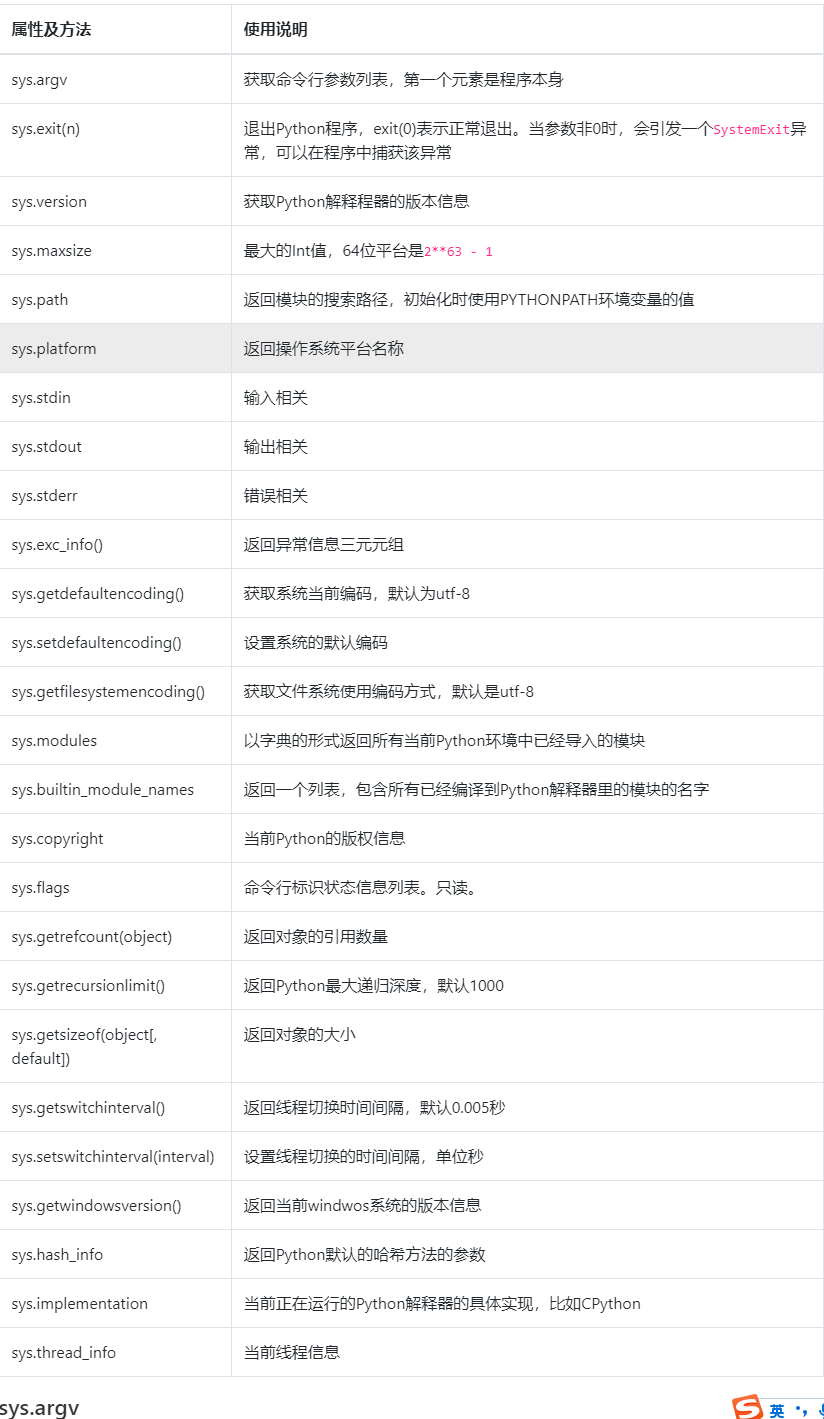 属性及方法 使用说明
sys.argv 获取命令行参数列表，第一个元素是程序本身
sys.exit(n) 退出Python程序，exit(0)表示正常退出。当参数非0时，会引发一个SystemExit异
常，可以在程序中捕获该异常
sys.version 获取Python解释程器的版本信息
sys.maxsize 最大的Int值，64位平台是2**63 - 1
sys.path 返回模块的搜索路径，初始化时使用PYTHONPATH环境变量的值
sys.platform 返回操作系统平台名称
sys.stdin 输入相关
sys.stdout 输出相关
sys.stderr 错误相关
sys.exc_info() 返回异常信息三元元组
sys.getdefaultencoding() 获取系统当前编码，默认为utf-8
sys.setdefaultencoding() 设置系统的默认编码
sys.getfilesystemencoding() 获取文件系统使用编码方式，默认是utf-8
sys.modules 以字典的形式返回所有当前Python环境中已经导入的模块
sys.builtin_module_names 返回一个列表，包含所有已经编译到Python解释器里的模块的名字
sys.copyright 当前Python的版权信息
sys.flags 命令行标识状态信息列表。只读。
sys.getrefcount(object) 返回对象的引用数量
sys.getrecursionlimit() 返回Python最大递归深度，默认1000
sys.getsizeof(object[, 返回对象的大小
default])
sys.getswitchinterval() 返回线程切换时间间隔，默认0.005秒
sys.setswitchinterval(interval) 设置线程切换的时间间隔，单位秒
sys.getwindowsversion() 返回当前windwos系统的版本信息
sys.hash_info 返回Python默认的哈希方法的参数
sys.implementation 当前正在运行的Python解释器的具体实现，比如CPython
sys.thread_info 当前线程信息
sys.argv
S 英